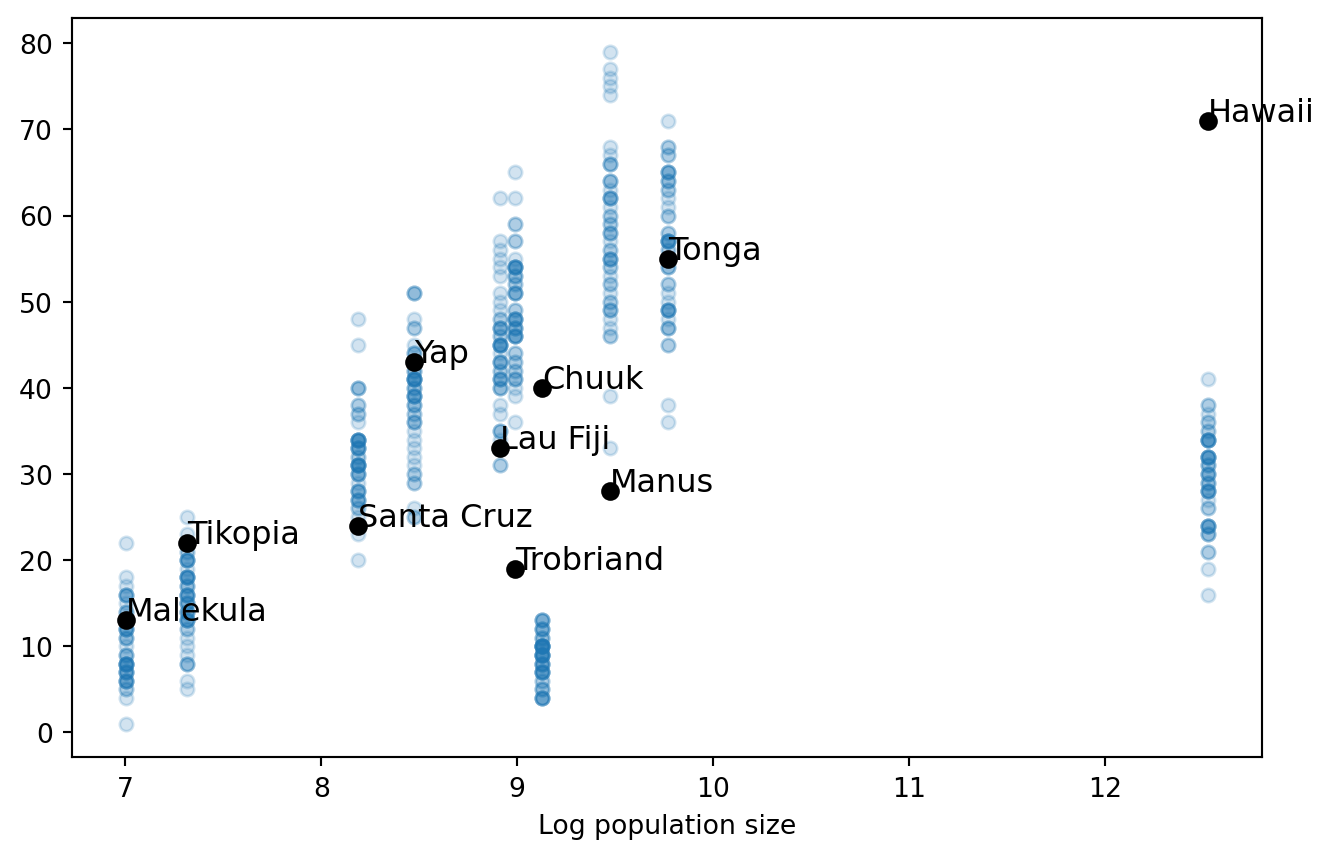 80
70
60
50
40
30
20
10
0
Hawaii
Tonga
Yap
Chuuk
Lau Fiji
Manus
Santa Cruz
Tikopia
Trobriand
Malekula
7 8 9 10 11 12
Log population size